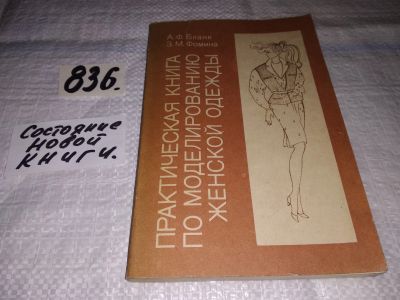 836.
Состояние
новой
книги.
А.Ф Бланк
З.М.Фомина
ПРАКТИЧЕСКАЯ КНИГА
ПО МОДЕЛИРОВАНИЮ
ЖЕНСКОЙ ОДЕЖДЫ